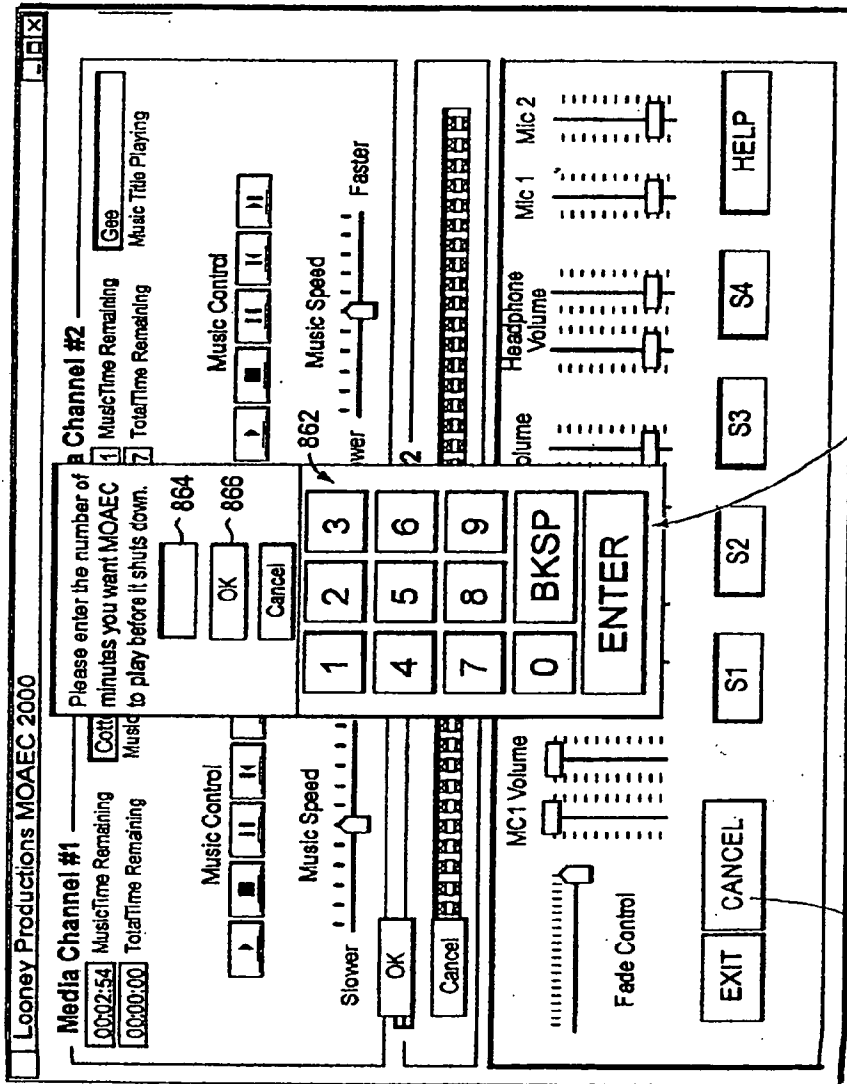 Looney Productions MOAEC 2000
Media Channel #1
00:02:54 MusicTime Remaining
00:00:00 TotalTime Remaining
Music Control
Slower Music Speed
OK
Cancel
a Channel #2
1 MusicTime Remaining
7 TotalTime Remaining
Gee
Music Title Playing
Music Control
Music Speed
Faster
Please enter the number of
minutes you want MOAEC
to play before it shuts down.
864
OK 866
Cancel
862
1 2 3
4 5 6
7 8 9
0 BKSP
ENTER
Fade Control
MC1 Volume
Headphone
Volume
Mic 1
Mic 2
EXIT
CANCEL
S1
S2
S3
S4
HELP